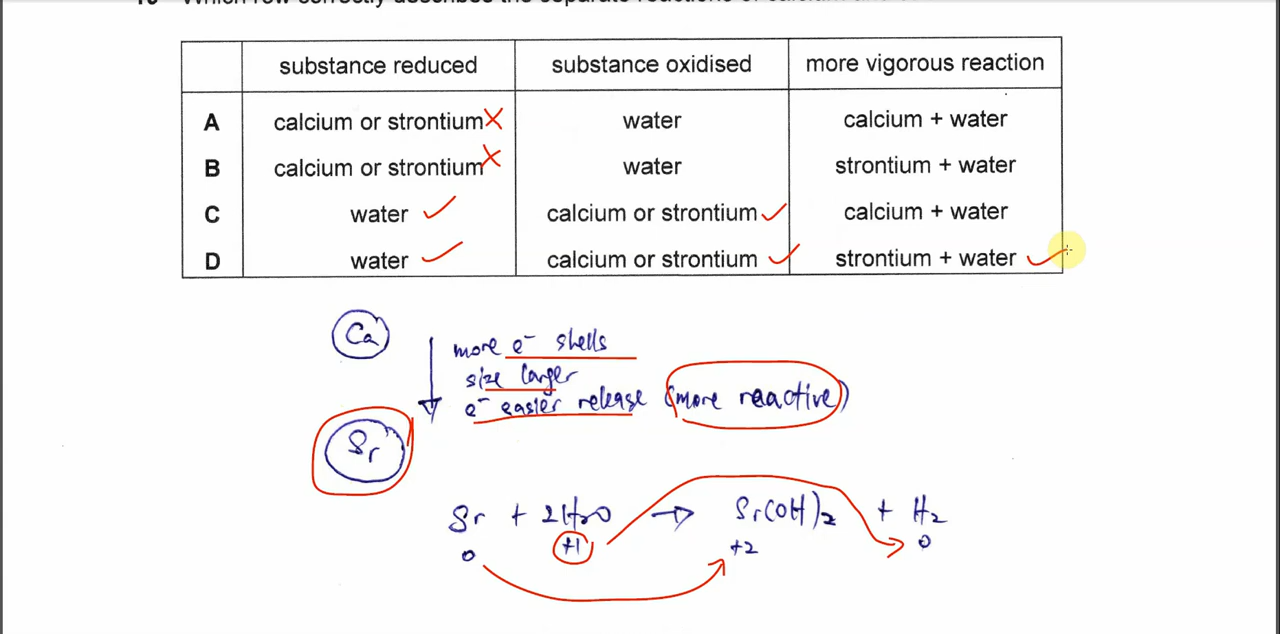 substance reduced substance oxidised more vigorous reaction
A calcium or strontium ✗ water calcium + water
B calcium or strontium ✗ water strontium + water
C water ✓ calcium or strontium ✓ calcium + water
D water ✓ calcium or strontium ✓ strontium + water ✓
Ca
more e⁻ shells
size larger
e⁻ easier release (more reactive)
Sr
Sr + 2H₂O → Sr(OH)₂ + H₂
0 +1 +2 0